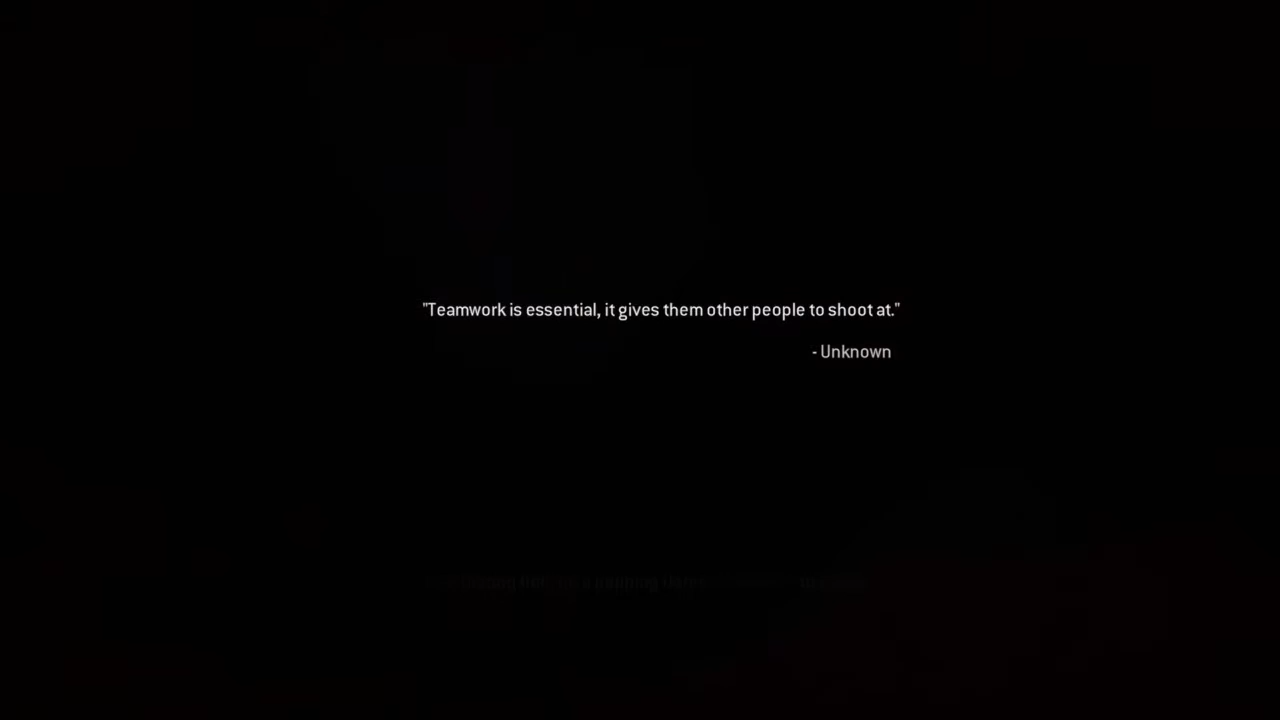 "Teamwork is essential, it gives them other people to shoot at."
- Unknown